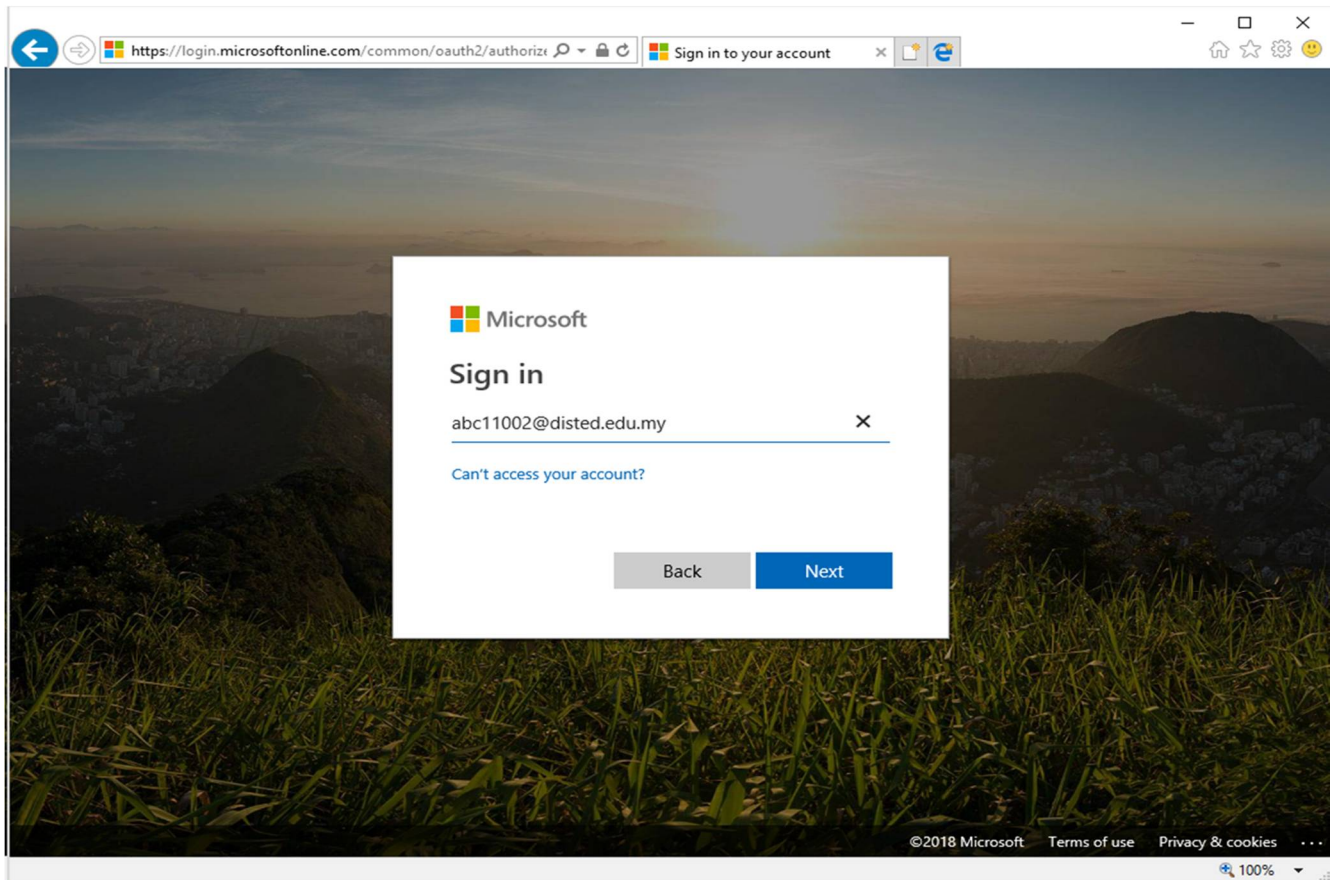 https://login.microsoftonline.com/common/oauth2/authorize
Sign in to your account
Microsoft
Sign in
abc11002@disted.edu.my
Can't access your account?
Back Next
©2018 Microsoft Terms of use Privacy & cookies ...
100%